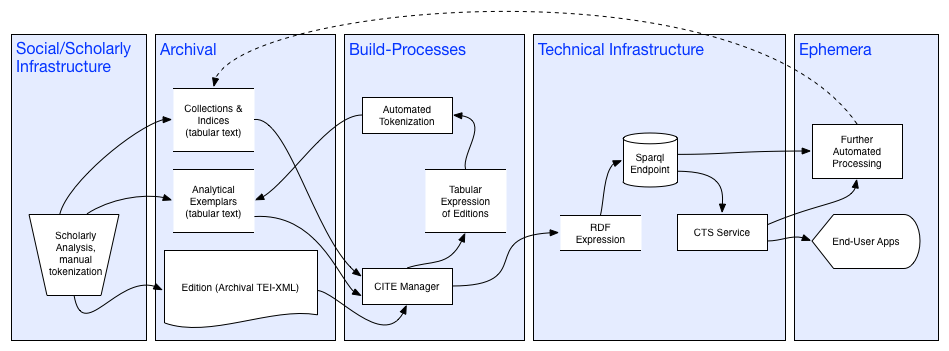 Social/Scholarly
Infrastructure
Archival
Build-Processes
Technical Infrastructure
Ephemera
Collections &
Indices
(tabular text)
Automated
Tokenization
Further
Automated
Processing
Sparql
Endpoint
Analytical
Exemplars
(tabular text)
Tabular
Expression
of Editions
Scholarly
Analysis,
manual
tokenization
RDF
Expression
CTS Service
End-User Apps
Edition (Archival TEI-XML)
CITE Manager